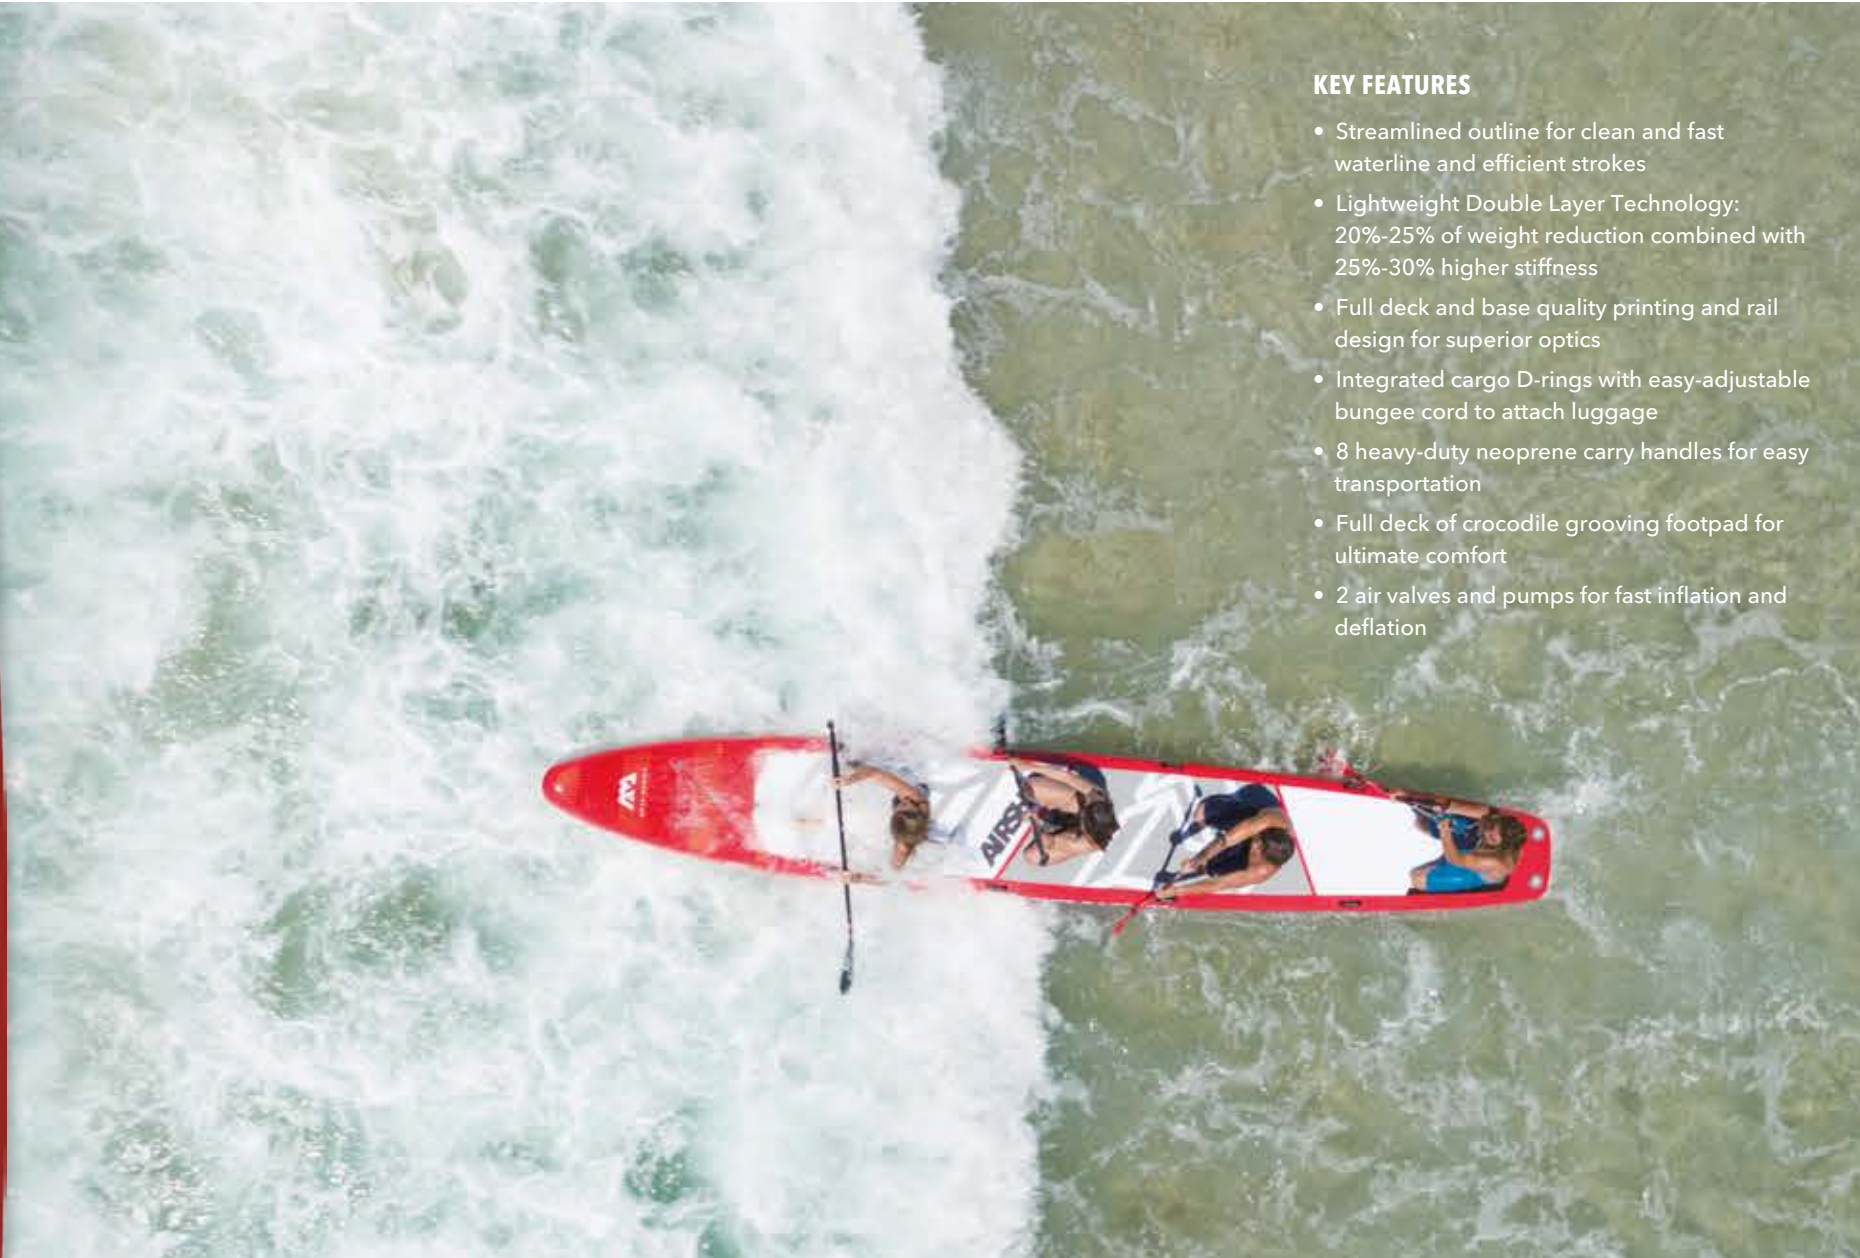 KEY FEATURES
• Streamlined outline for clean and fast
waterline and efficient strokes
• Lightweight Double Layer Technology:
20%-25% of weight reduction combined with
25%-30% higher stiffness
• Full deck and base quality printing and rail
design for superior optics
• Integrated cargo D-rings with easy-adjustable
bungee cord to attach luggage
• 8 heavy-duty neoprene carry handles for easy
transportation
• Full deck of crocodile grooving footpad for
ultimate comfort
• 2 air valves and pumps for fast inflation and
deflation